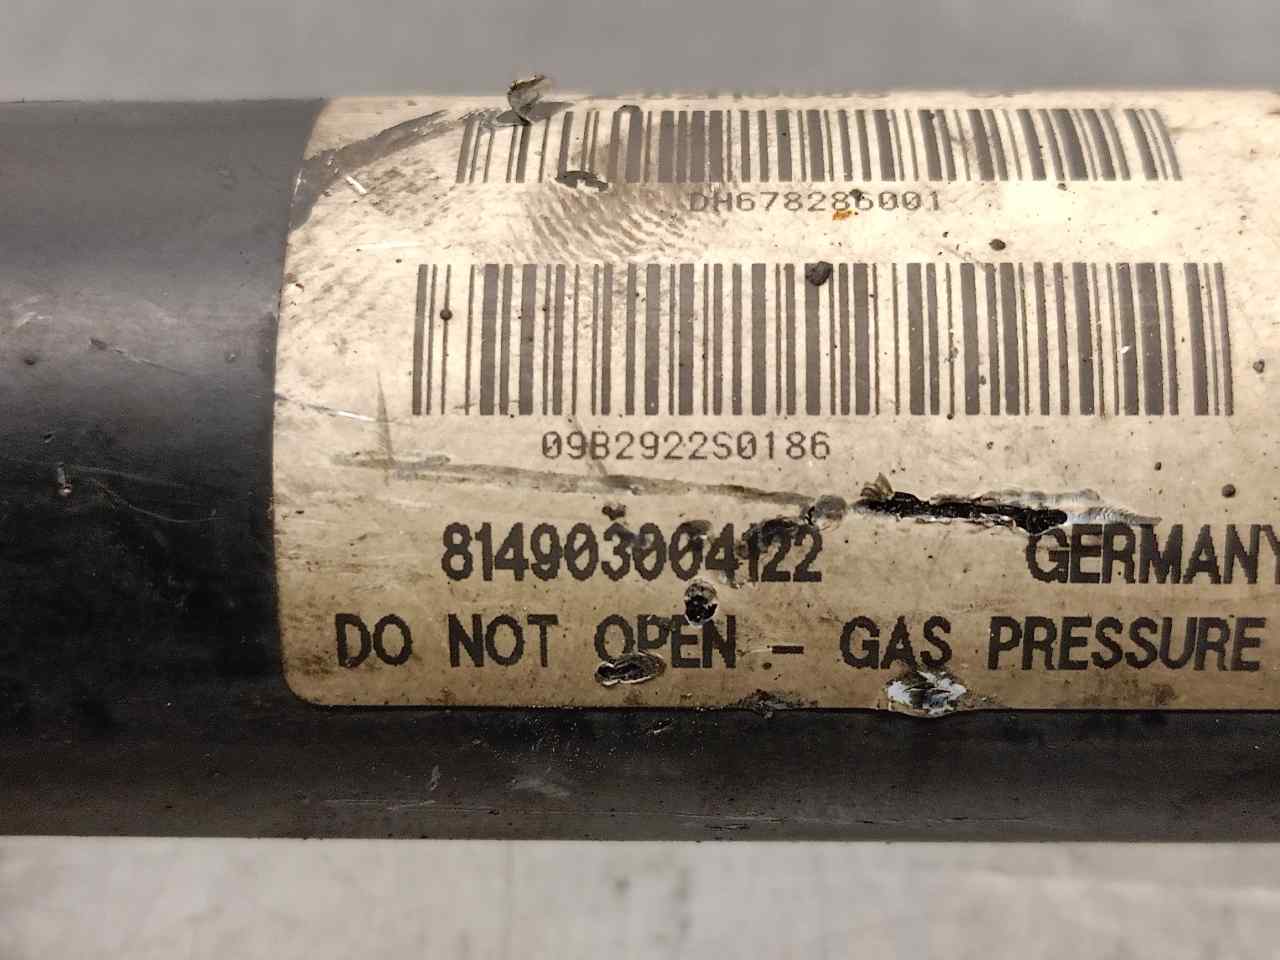 DH678286001
09B2922S0186
814903004122 GERMANY
DO NOT OPEN - GAS PRESSURE